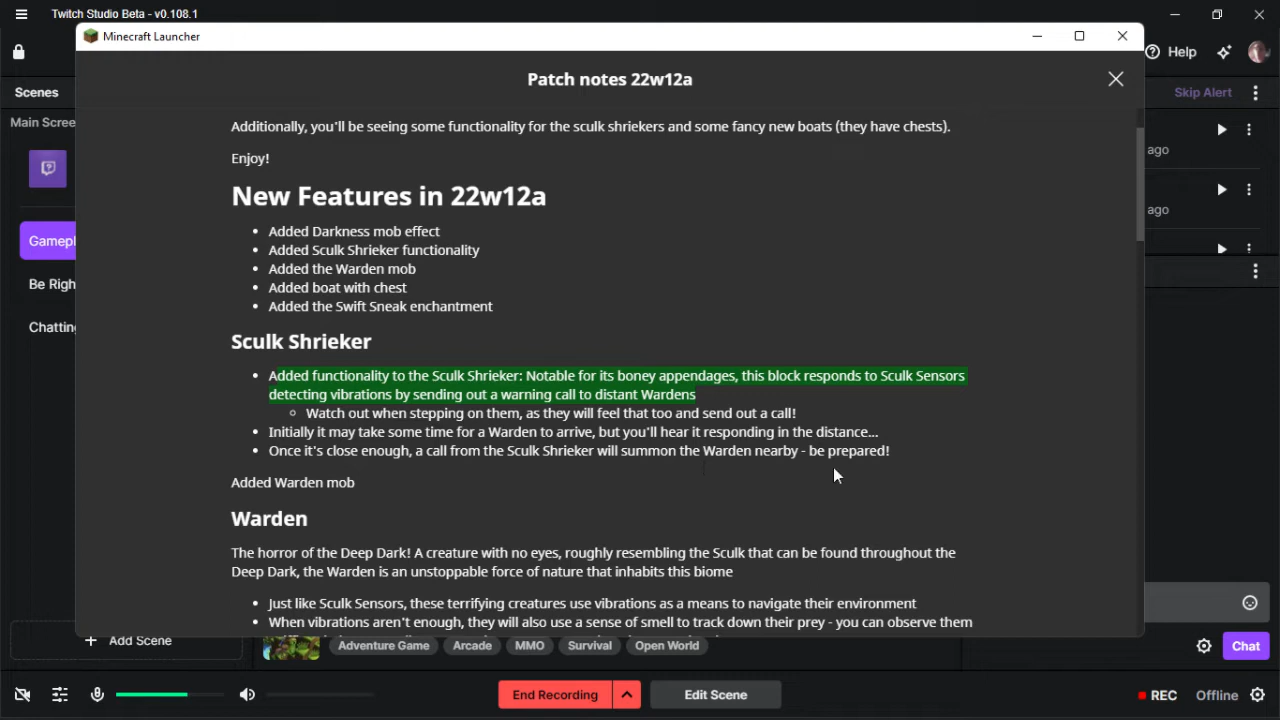 Twitch Studio Beta - v0.108.1
Minecraft Launcher
Help
Patch notes 22w12a
Scenes
Skip Alert
Main Scree
Additionally, you'll be seeing some functionality for the sculk shriekers and some fancy new boats (they have chests).
ago
Enjoy!
New Features in 22w12a
ago
Added Darkness mob effect
Gamepl
Added Sculk Shrieker functionality
Added the Warden mob
Be Righ
Added boat with chest
Added the Swift Sneak enchantment
Chatting
Sculk Shrieker
Added functionality to the Sculk Shrieker: Notable for its boney appendages, this block responds to Sculk Sensors
detecting vibrations by sending out a warning call to distant Wardens
Watch out when stepping on them, as they will feel that too and send out a call!
Initially it may take some time for a Warden to arrive, but you'll hear it responding in the distance...
Once it's close enough, a call from the Sculk Shrieker will summon the Warden nearby - be prepared!
Added Warden mob
Warden
The horror of the Deep Dark! A creature with no eyes, roughly resembling the Sculk that can be found throughout the
Deep Dark, the Warden is an unstoppable force of nature that inhabits this biome
Just like Sculk Sensors, these terrifying creatures use vibrations as a means to navigate their environment
When vibrations aren't enough, they will also use a sense of smell to track down their prey - you can observe them
Add Scene
Adventure Game Arcade MMO Survival Open World
Chat
End Recording
Edit Scene
REC Offline